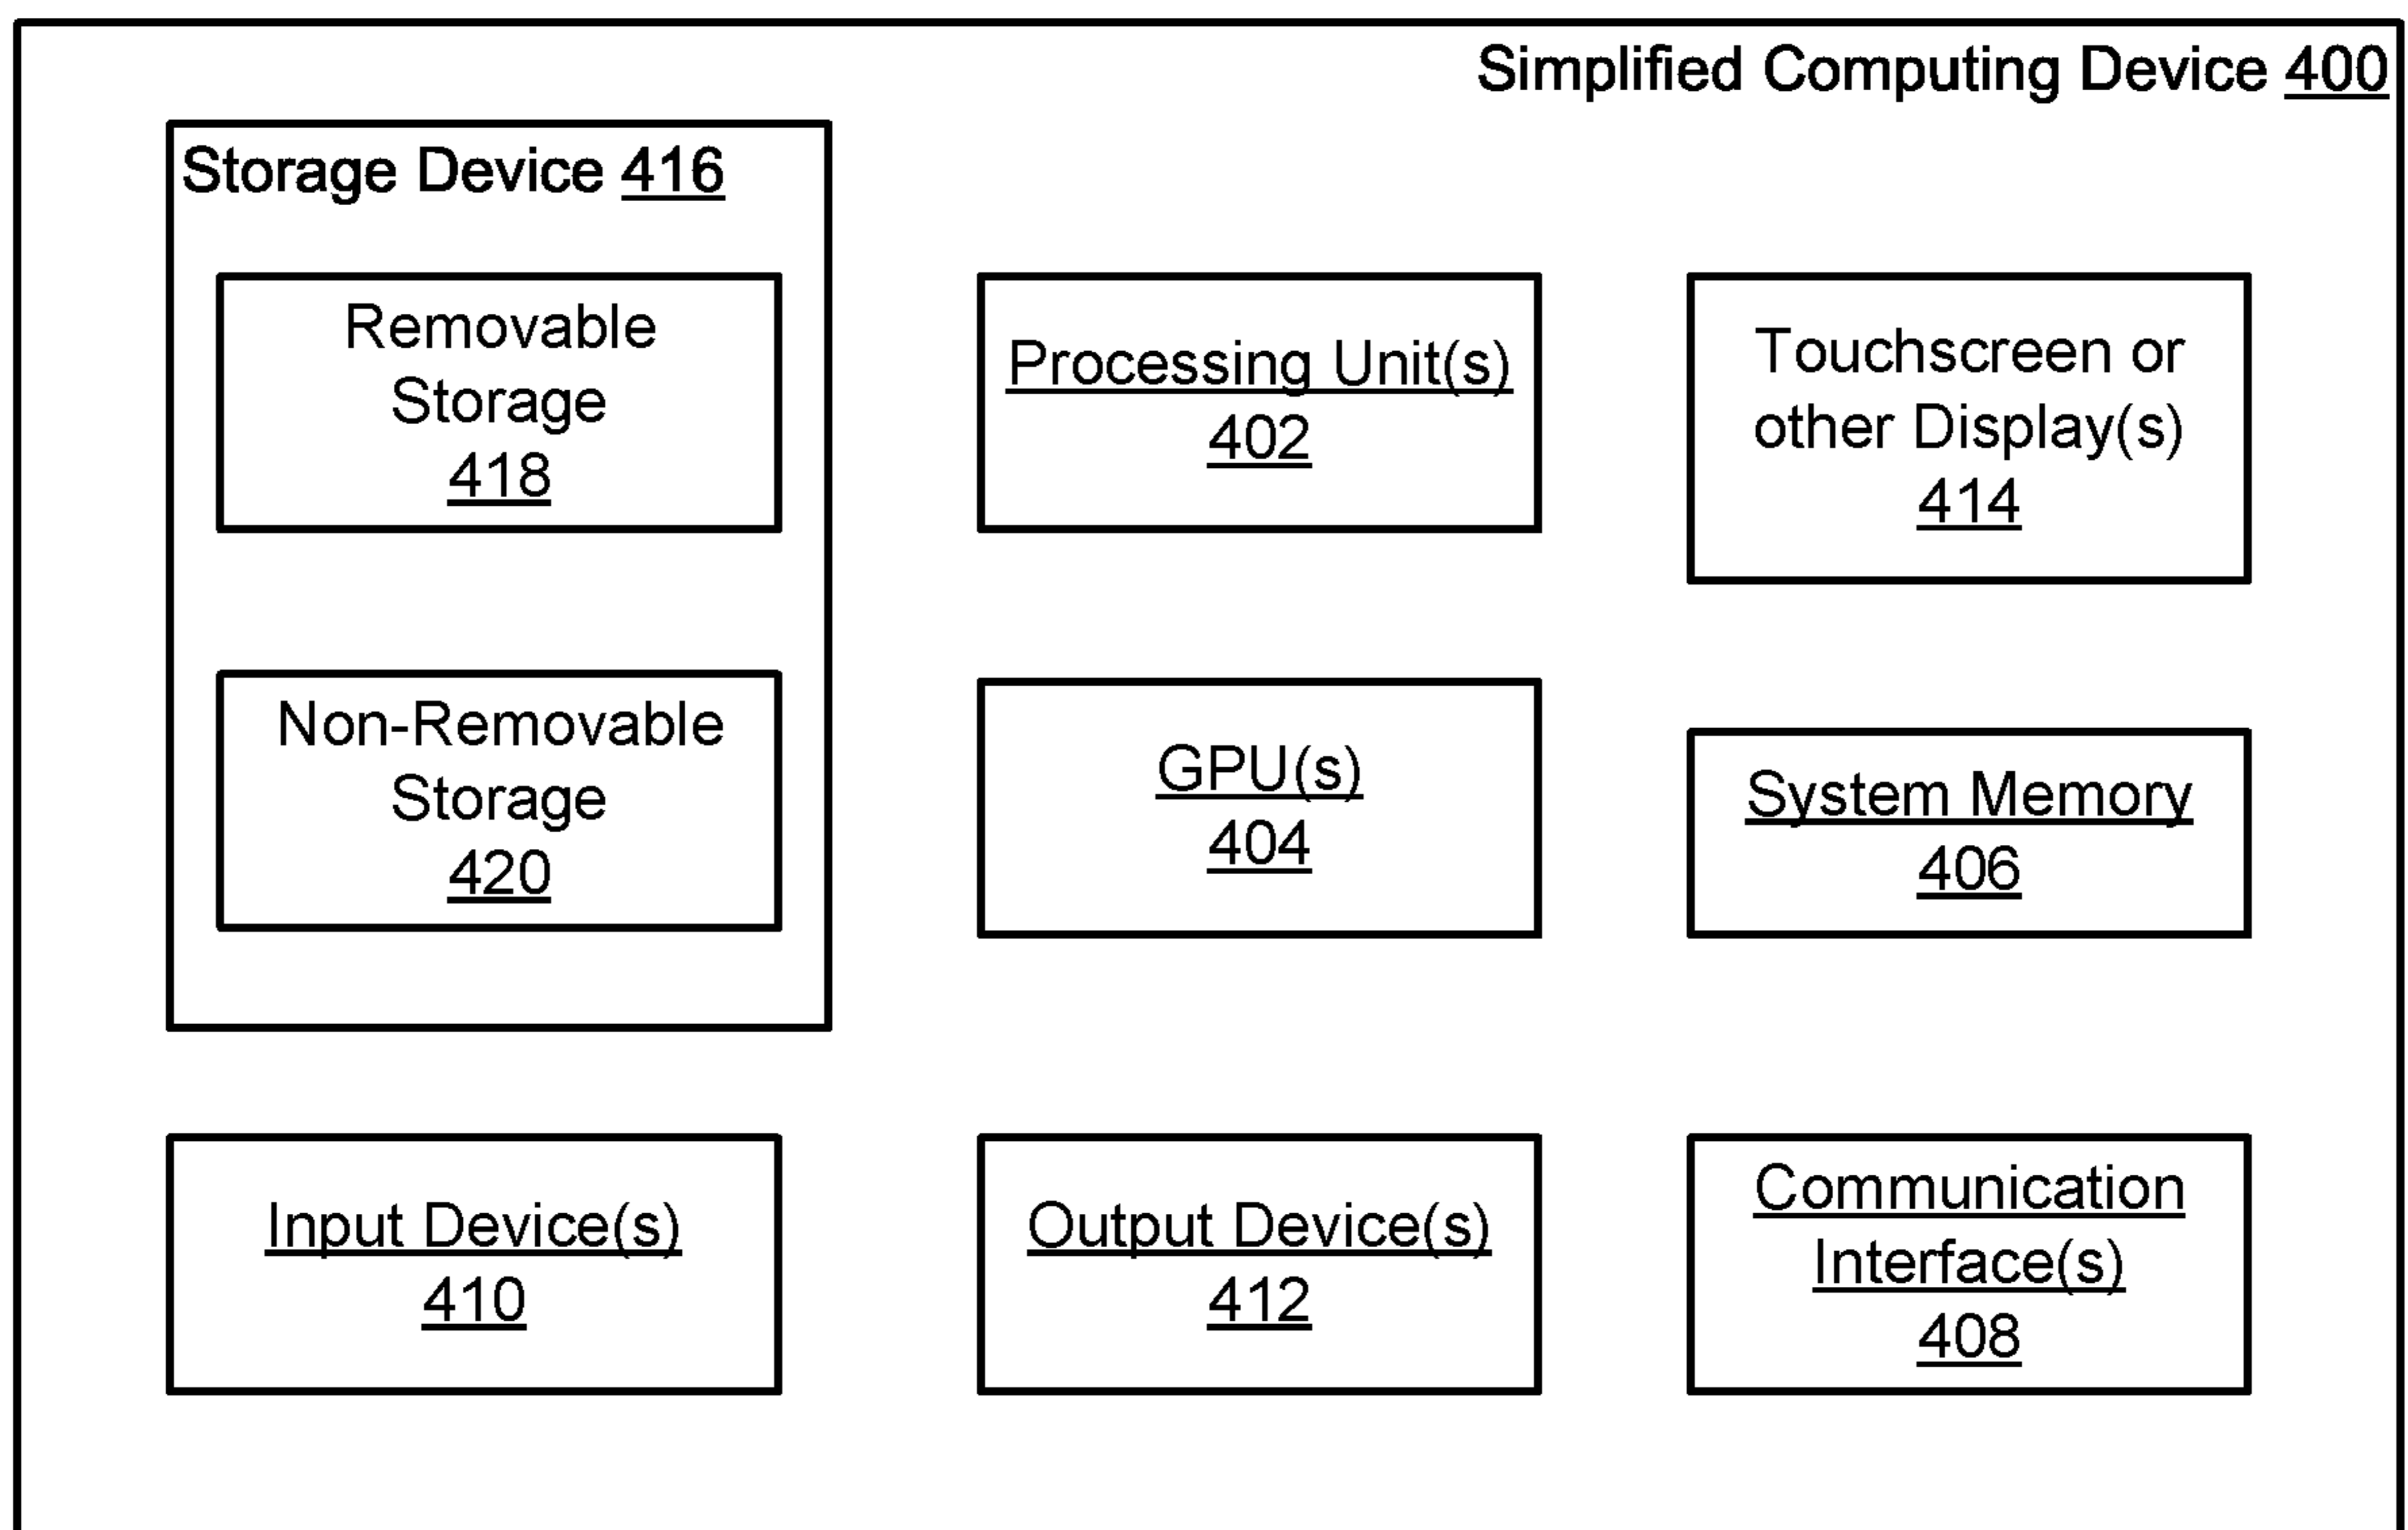 Simplified Computing Device 400
Storage Device 416
Removable
Storage
418
Processing Unit(s)
402
Touchscreen or
other Display(s)
414
Non-Removable
Storage
420
GPU(s)
404
System Memory
406
Input Device(s)
410
Output Device(s)
412
Communication
Interface(s)
408